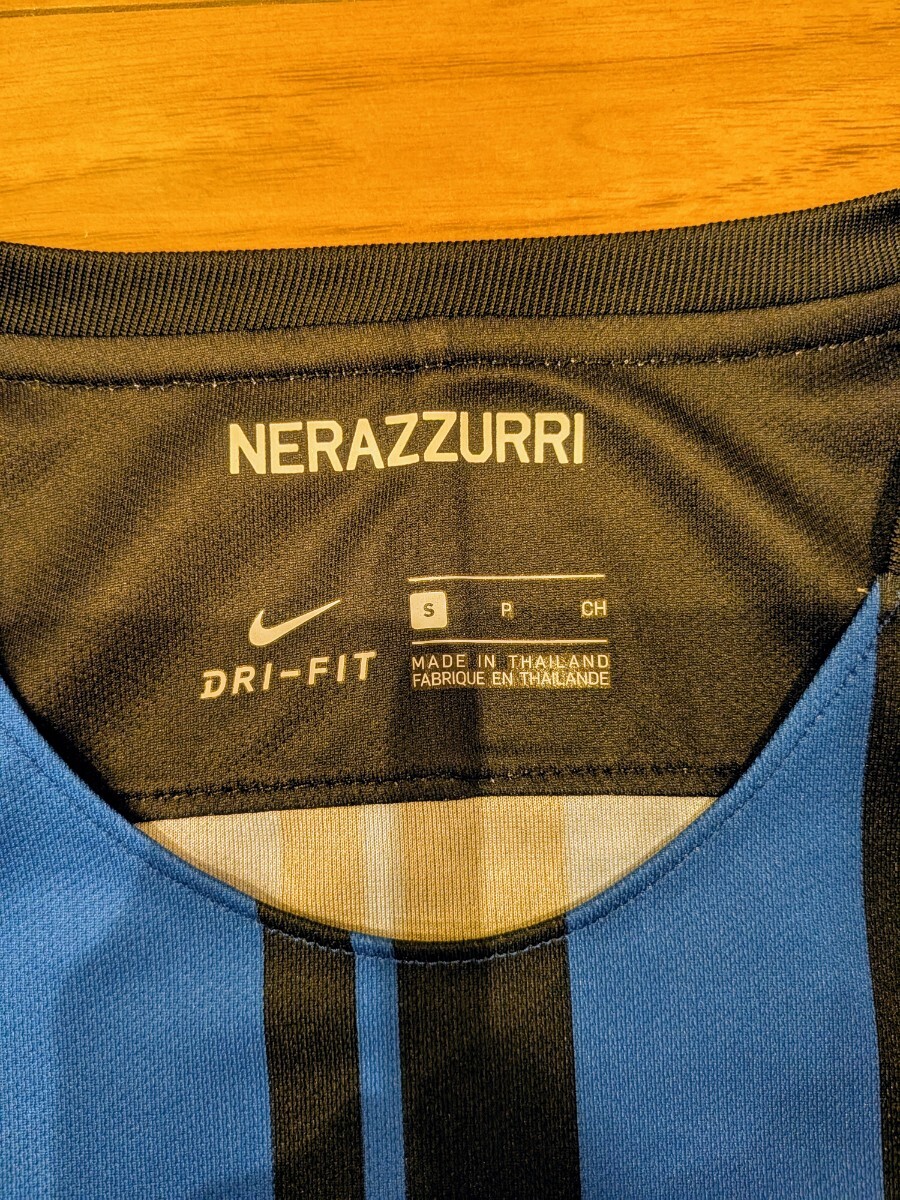 NERAZZURRI
S P CH
DRI-FIT
MADE IN THAILAND
FABRIQUE EN THAILANDE